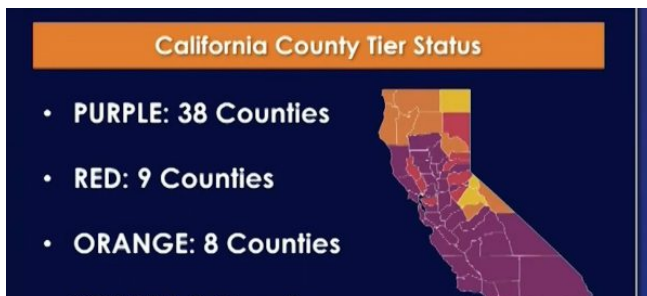 California County Tier Status
• PURPLE: 38 Counties
• RED: 9 Counties
• ORANGE: 8 Counties